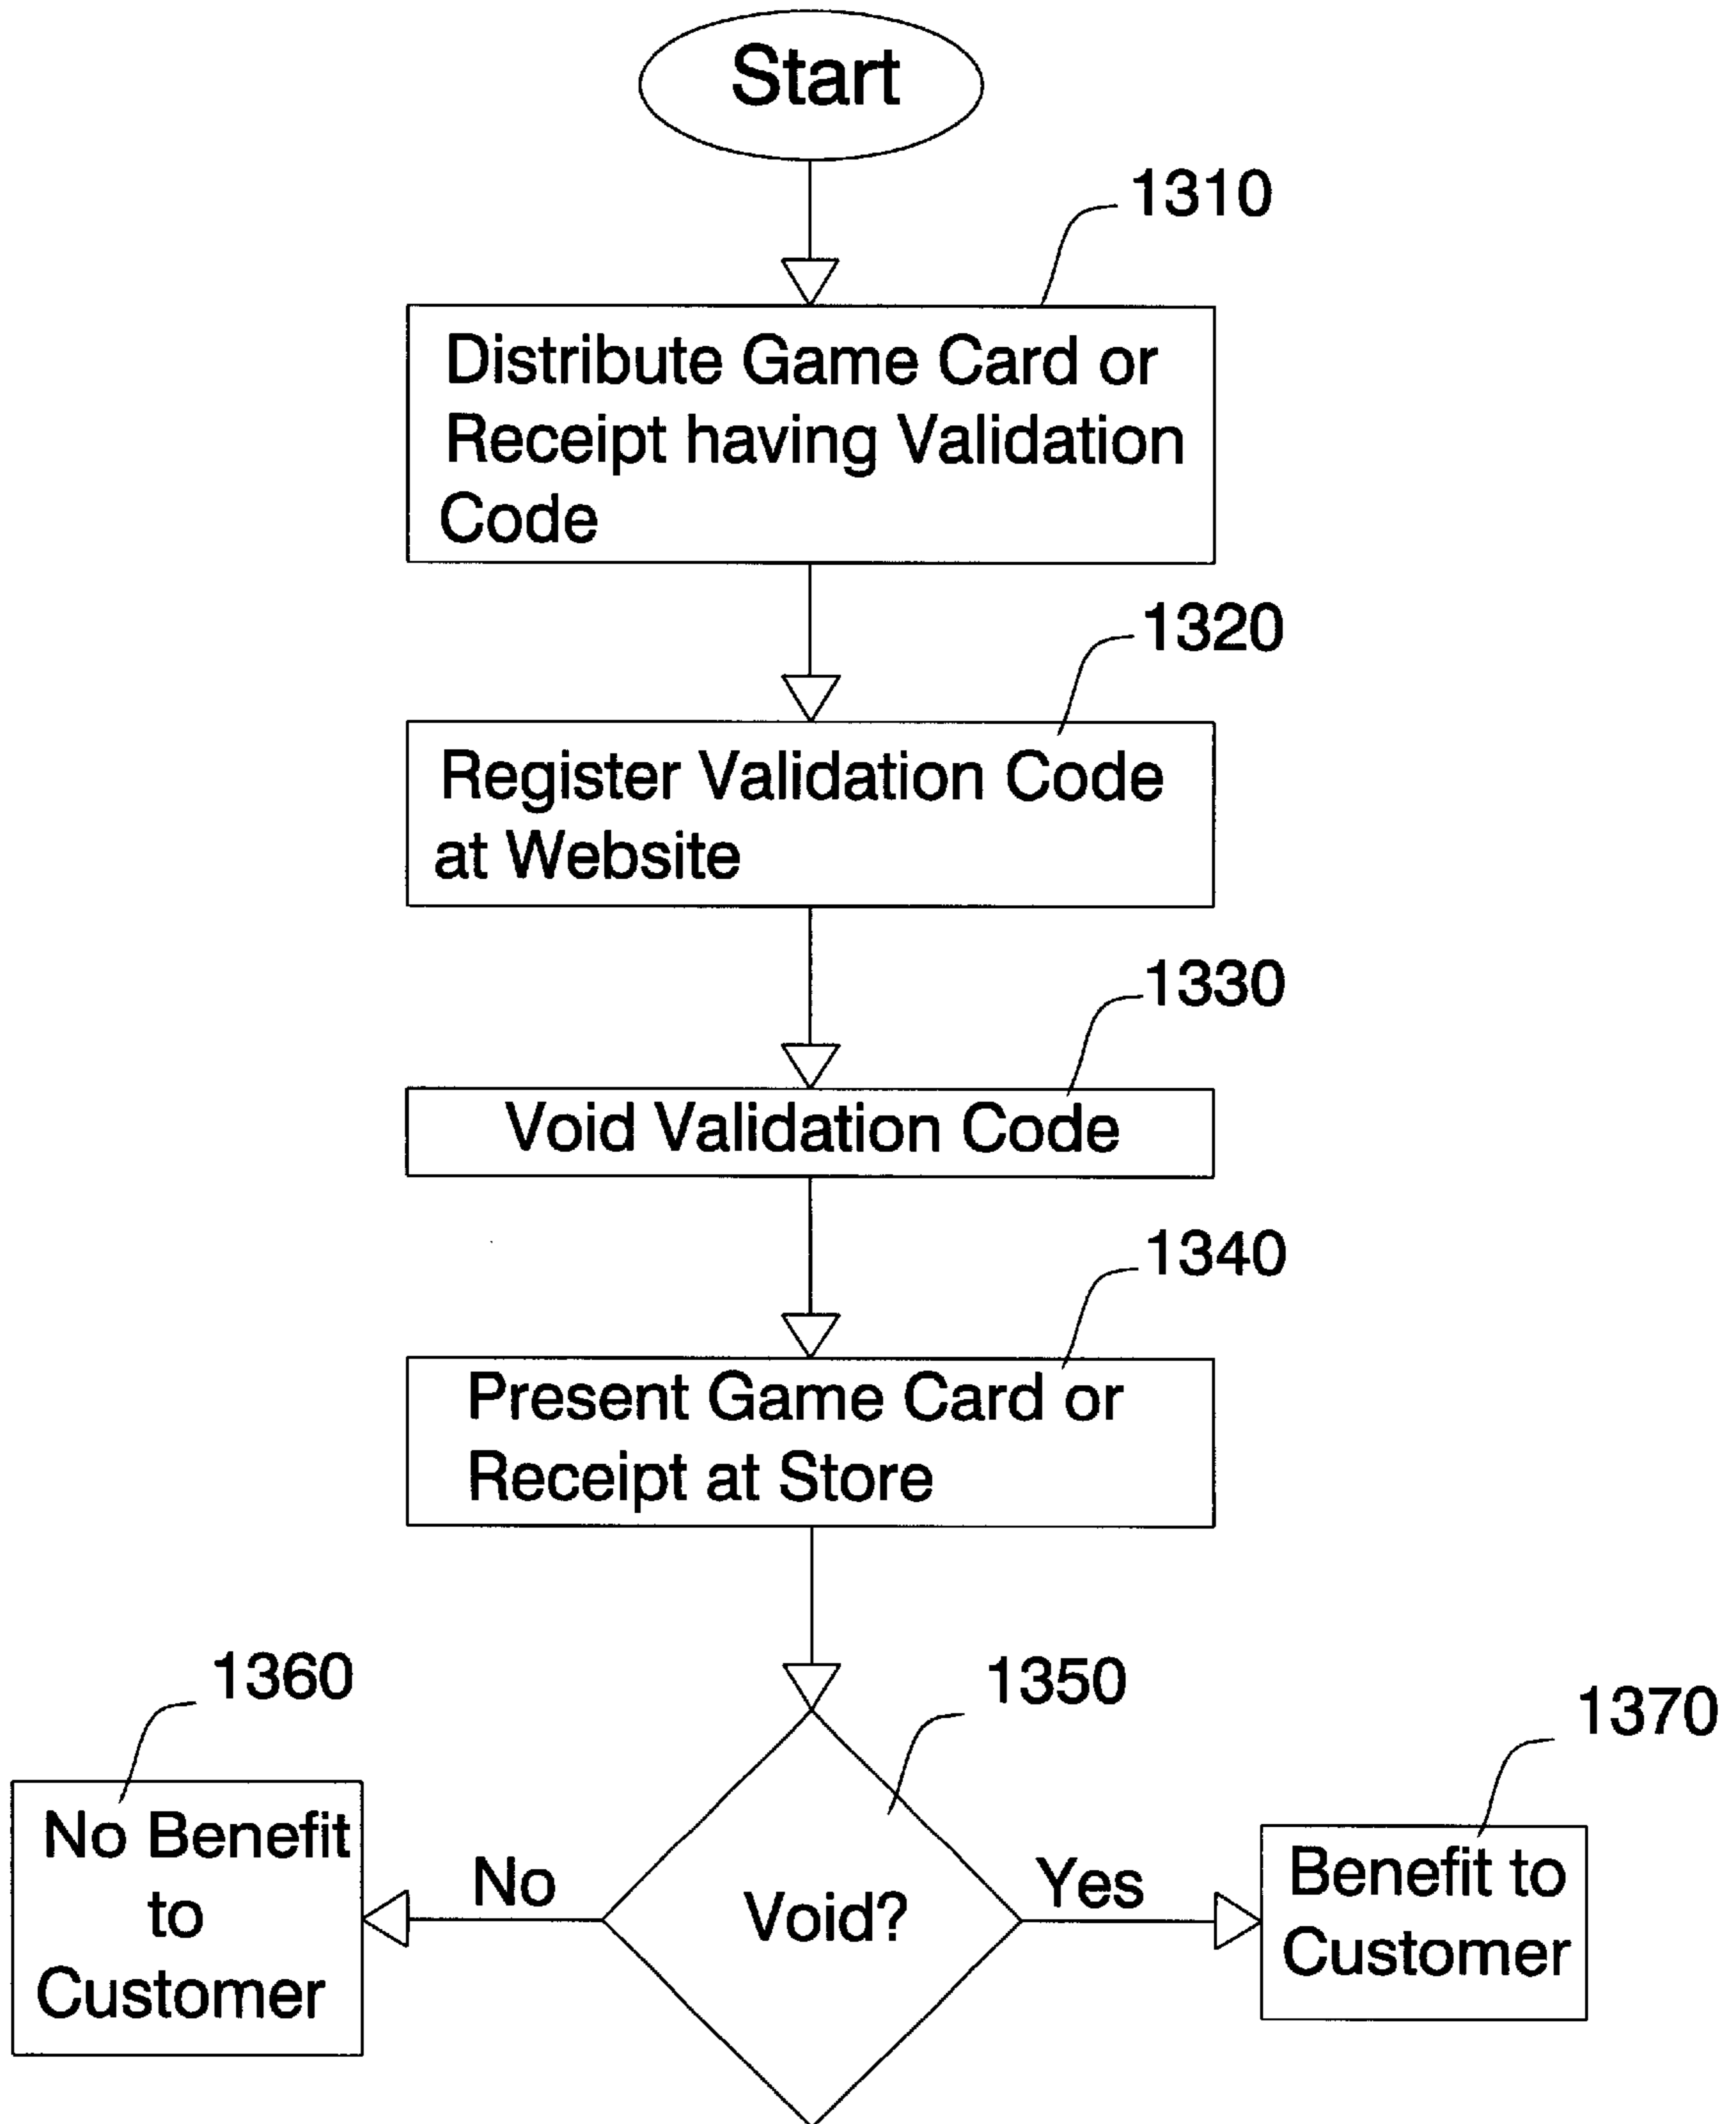 Start
1310
Distribute Game Card or
Receipt having Validation
Code
1320
Register Validation Code
at Website
1330
Void Validation Code
1340
Present Game Card or
Receipt at Store
1360
1350
1370
No Benefit
to
Customer
No
Void?
Yes
Benefit to
Customer